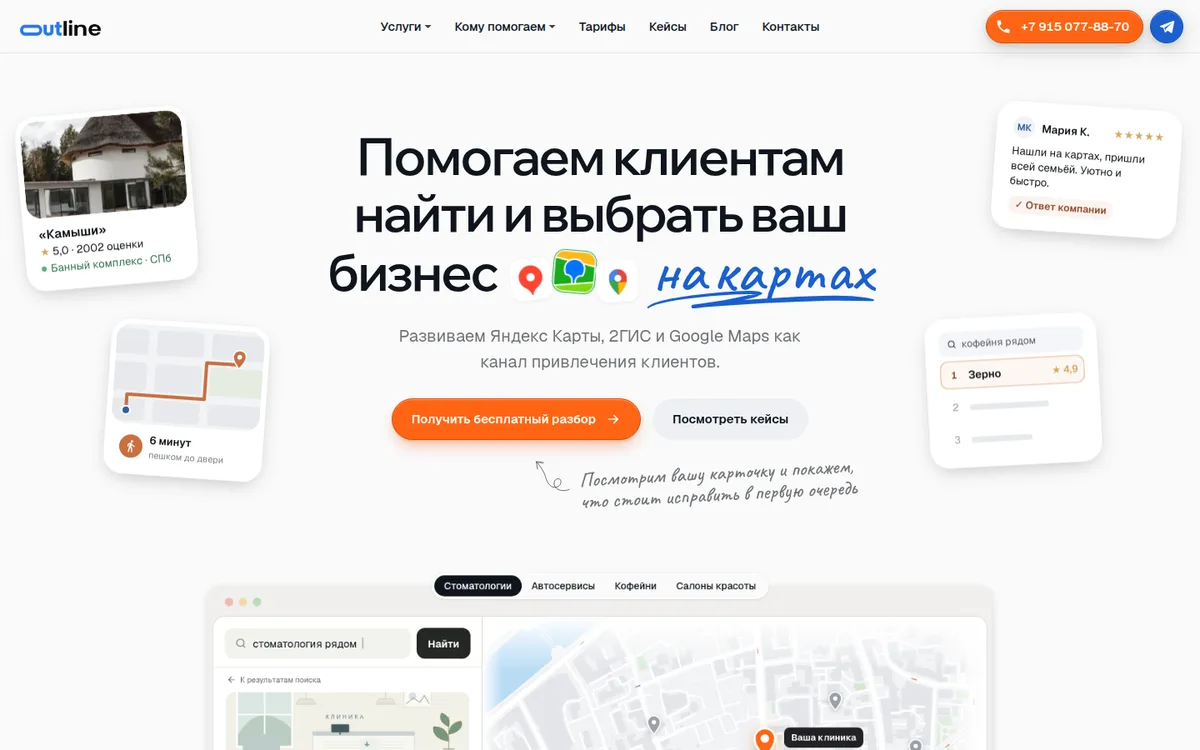 outline
Услуги
Кому помогаем
Тарифы
Кейсы
Блог
Контакты
+7 915 077-88-70
«Камыши»
★ 5,0 · 2002 оценки
Банный комплекс · СПб
6 минут
пешком до двери
Помогаем клиентам
найти и выбрать ваш
бизнес на картах
Развиваем Яндекс Карты, 2ГИС и Google Maps как
канал привлечения клиентов.
Получить бесплатный разбор →
Посмотреть кейсы
Посмотрим вашу карточку и покажем,
что стоит исправить в первую очередь
МК Мария К. ★★★★★
Нашли на картах, пришли
всей семьёй. Уютно и
быстро.
✓ Ответ компании
кофейня рядом
1 Зерно ★ 4,9
2
3
Стоматологии
Автосервисы
Кофейни
Салоны красоты
стоматология рядом
Найти
← К результатам поиска
КЛИНИКА
Ваша клиника